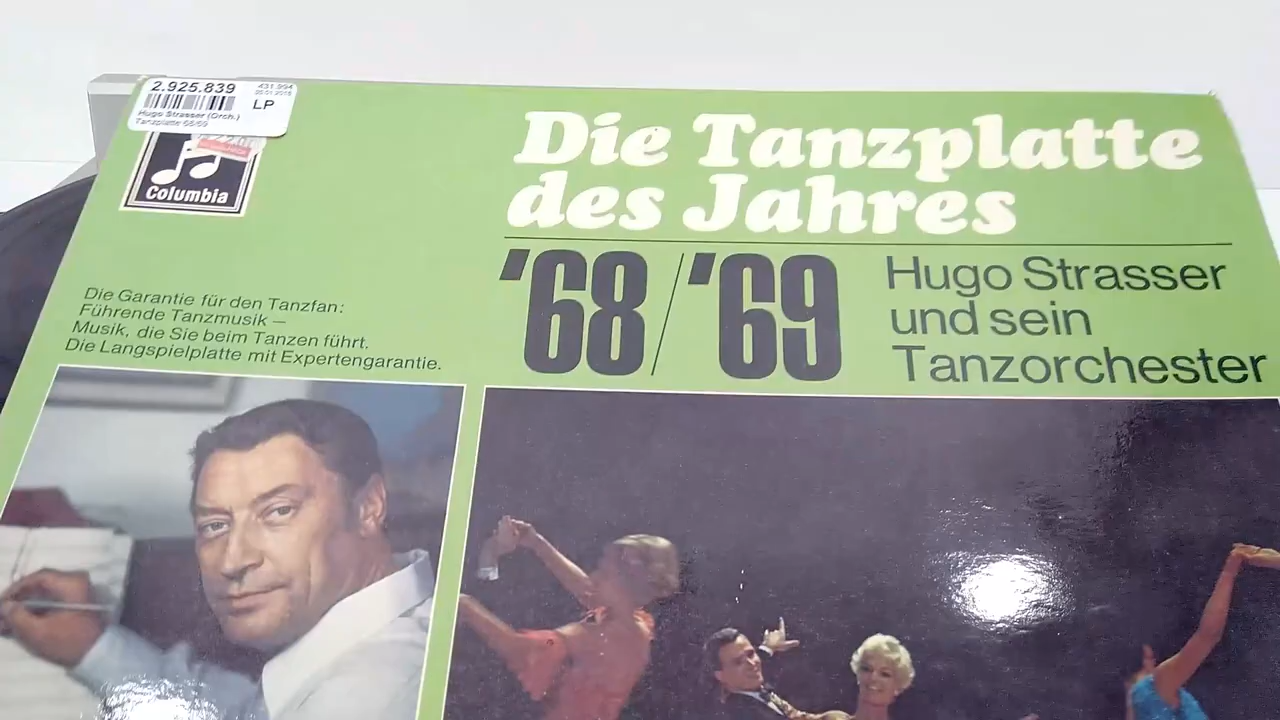 2.925.839
431.994
LP
Hugo Strasser (Orch.)
Tanzplatte 68/69
Columbia
Die Tanzplatte
des Jahres
'68/'69
Hugo Strasser
und sein
Tanzorchester
Die Garantie für den Tanzfan:
Führende Tanzmusik –
Musik, die Sie beim Tanzen führt.
Die Langspielplatte mit Expertengarantie.